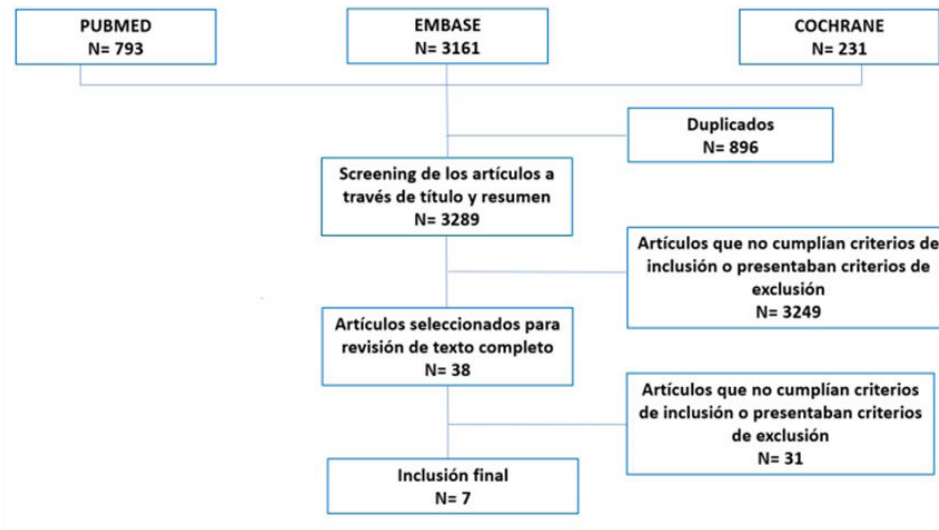 PUBMED
N= 793
EMBASE
N= 3161
COCHRANE
N= 231
Duplicados
N= 896
Screening de los artículos a
través de título y resumen
N= 3289
Artículos que no cumplían criterios de
inclusión o presentaban criterios de
exclusión
N= 3249
Artículos seleccionados para
revisión de texto completo
N= 38
Artículos que no cumplían criterios
de inclusión o presentaban criterios
de exclusión
N= 31
Inclusión final
N= 7